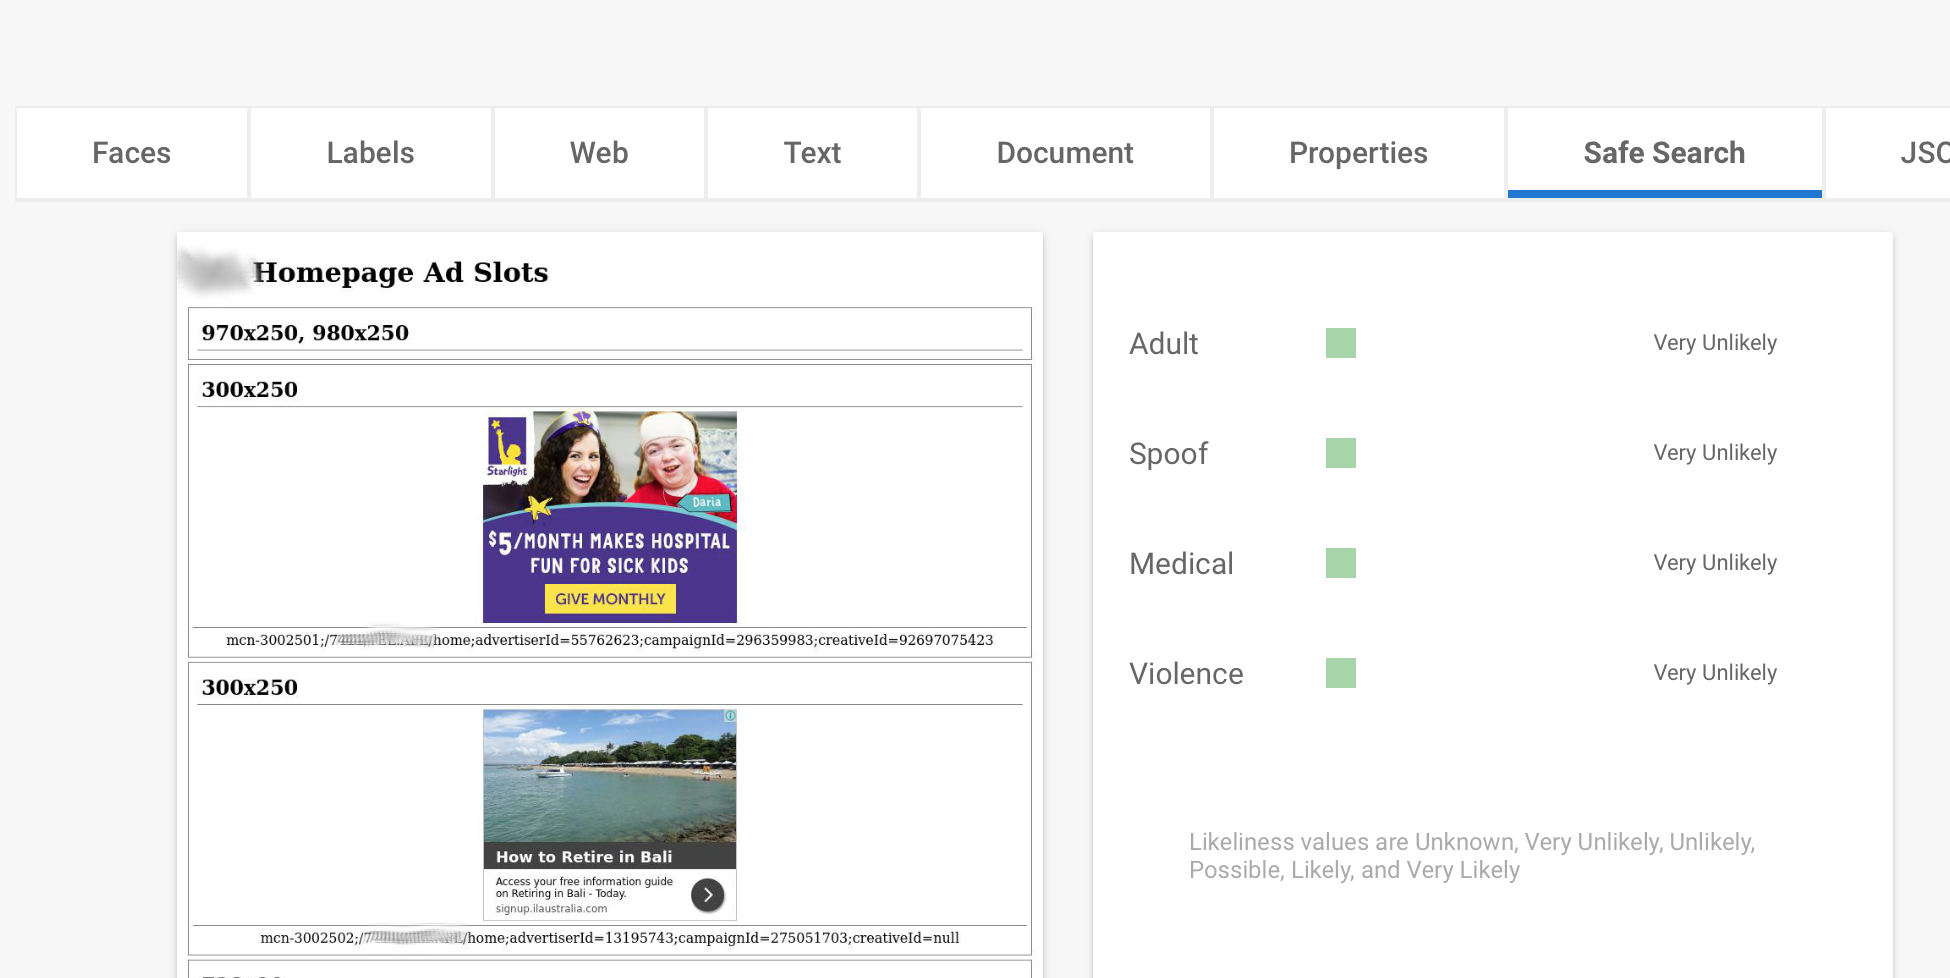 Faces
Labels
Web
Text
Document
Properties
Safe Search
Homepage Ad Slots
970x250, 980x250
300x250
Starlight
Daria
$5/MONTH MAKES HOSPITAL
FUN FOR SICK KIDS
GIVE MONTHLY
mcn-3002501;/7 /home;advertiserId=55762623;campaignId=296359983;creativeId=92697075423
300x250
How to Retire in Bali
Access your free information guide
on Retiring in Bali - Today.
signup.ilaustralia.com
mcn-3002502;/7 /home;advertiserId=13195743;campaignId=275051703;creativeId=null
Adult
Very Unlikely
Spoof
Very Unlikely
Medical
Very Unlikely
Violence
Very Unlikely
Likeliness values are Unknown, Very Unlikely, Unlikely,
Possible, Likely, and Very Likely